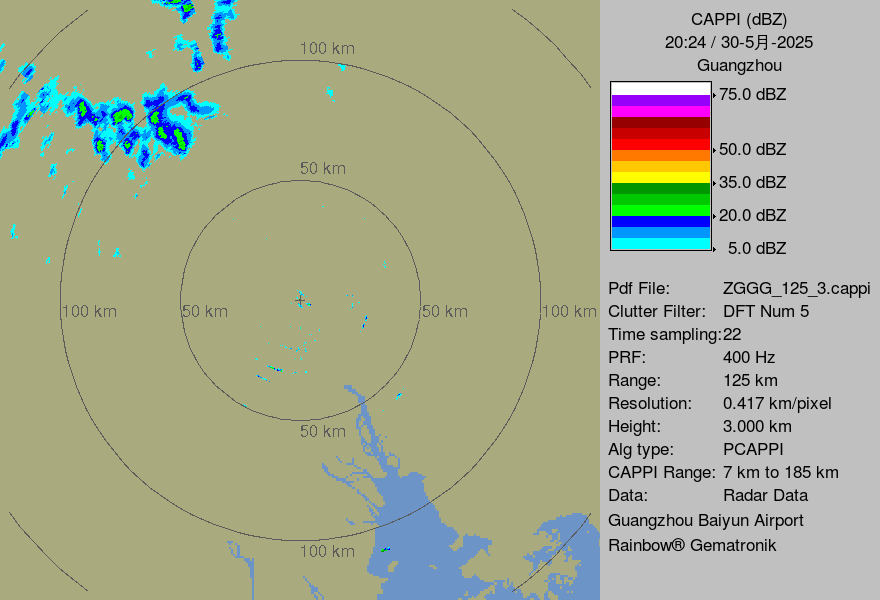 100 km
50 km
100 km
50 km
50 km
100 km
50 km
100 km
CAPPI (dBZ)
20:24 / 30-5月-2025
Guangzhou
75.0 dBZ
50.0 dBZ
35.0 dBZ
20.0 dBZ
5.0 dBZ
Pdf File: ZGGG_125_3.cappi
Clutter Filter: DFT Num 5
Time sampling:22
PRF: 400 Hz
Range: 125 km
Resolution: 0.417 km/pixel
Height: 3.000 km
Alg type: PCAPPI
CAPPI Range: 7 km to 185 km
Data: Radar Data
Guangzhou Baiyun Airport
Rainbow® Gematronik